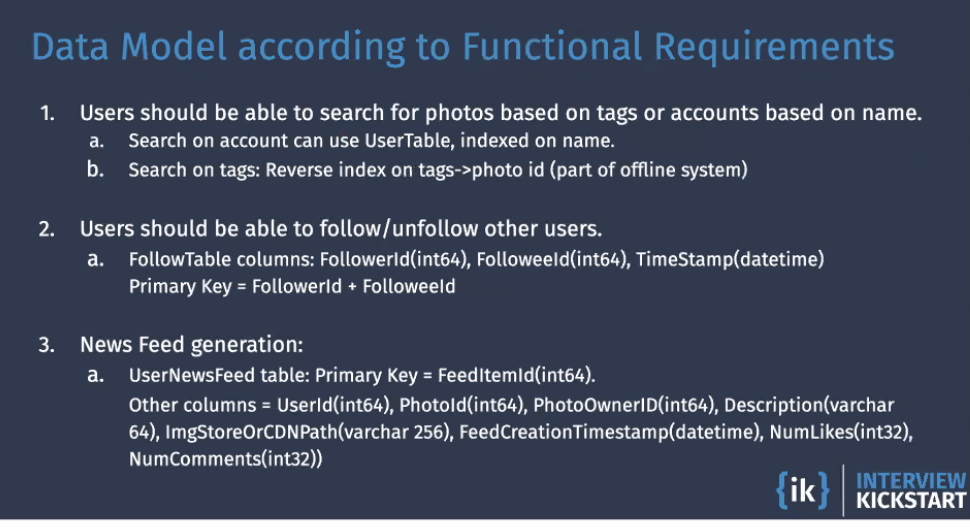 Data Model according to Functional Requirements
1. Users should be able to search for photos based on tags or accounts based on name.
a. Search on account can use UserTable, indexed on name.
b. Search on tags: Reverse index on tags->photo id (part of offline system)
2. Users should be able to follow/unfollow other users.
a. FollowTable columns: FollowerId(int64), FolloweeId(int64), TimeStamp(datetime)
Primary Key = FollowerId + FolloweeId
3. News Feed generation:
a. UserNewsFeed table: Primary Key = FeedItemId(int64).
Other columns = UserId(int64), PhotoId(int64), PhotoOwnerID(int64), Description(varchar
64), ImgStoreOrCDNPath(varchar 256), FeedCreationTimestamp(datetime), NumLikes(int32),
NumComments(int32))
{ik} INTERVIEW
KICKSTART